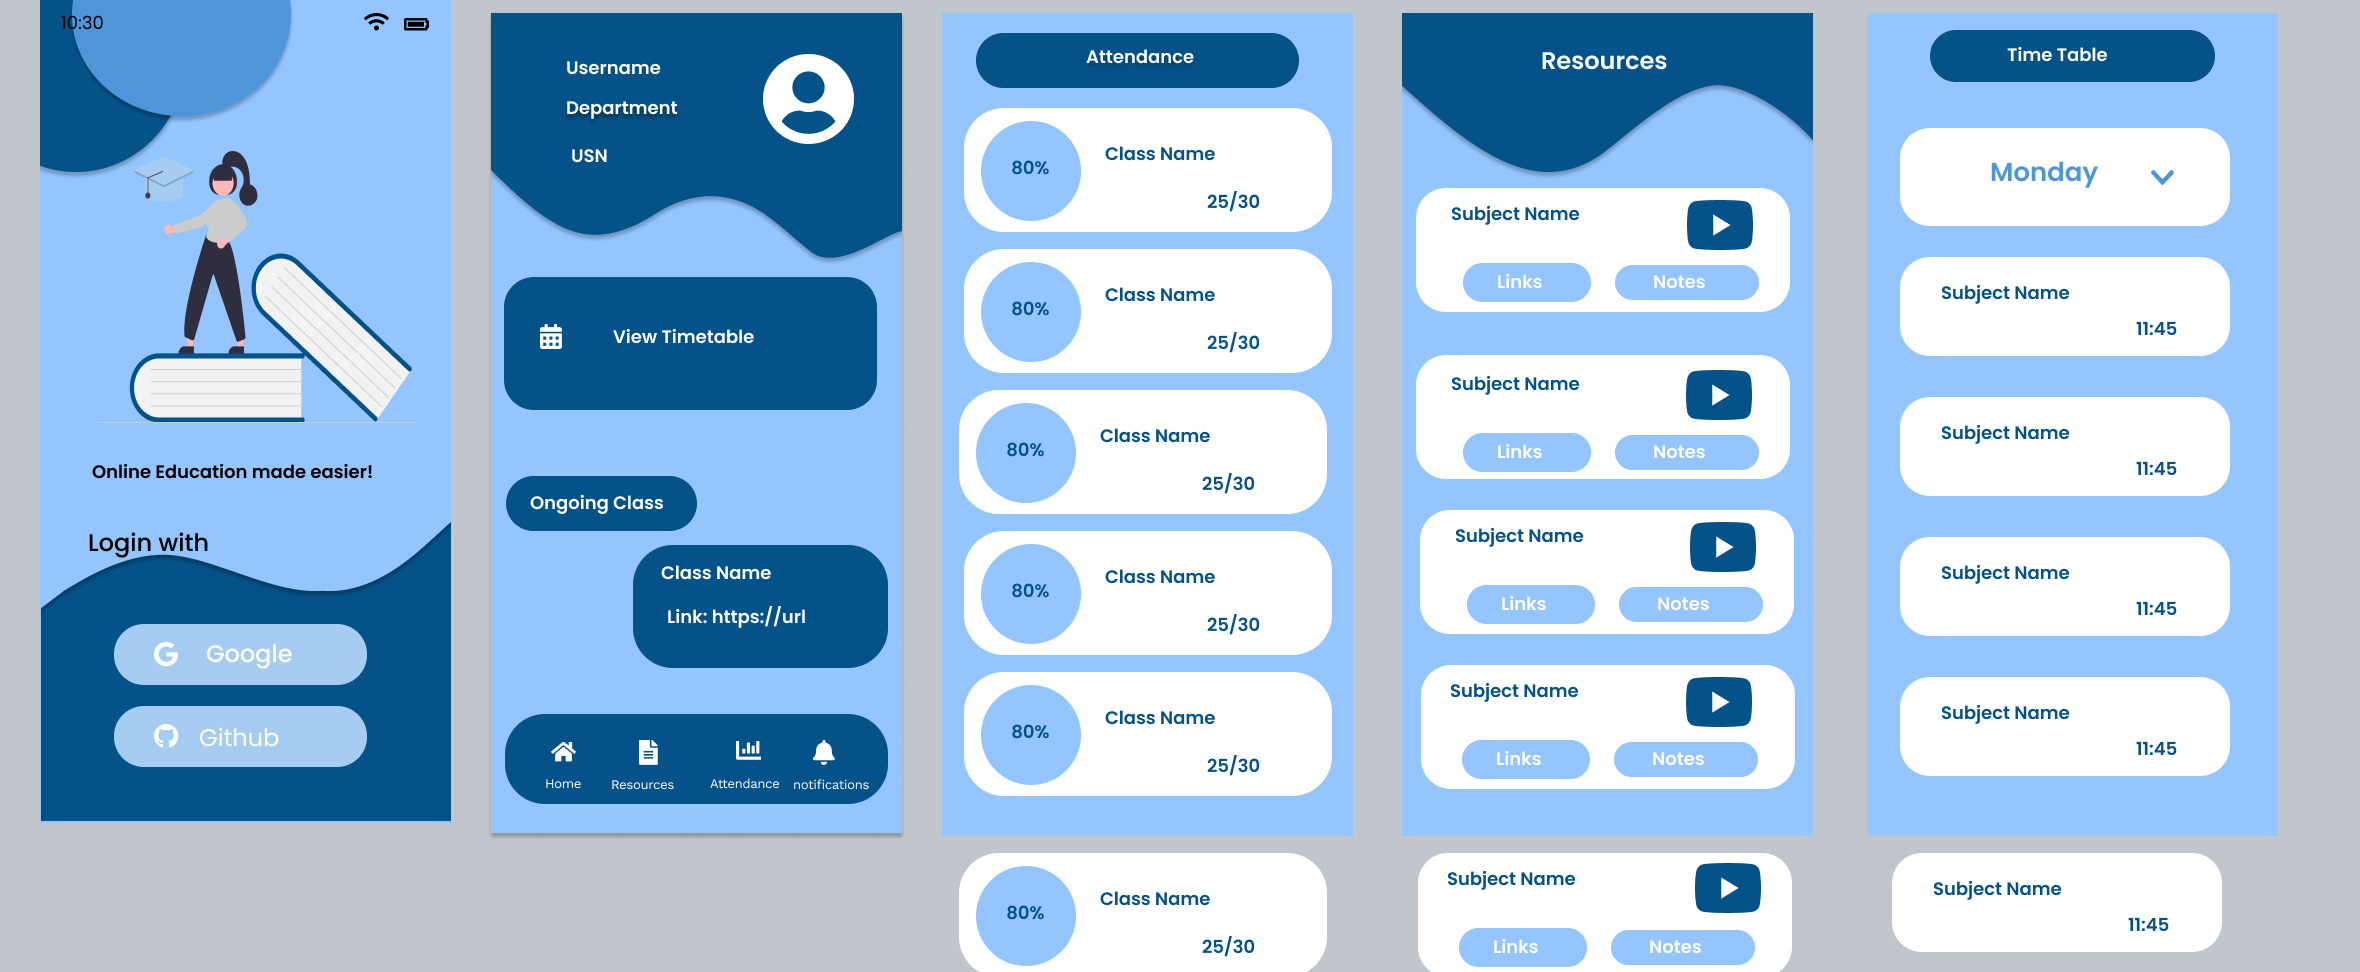 10:30
Online Education made easier!
Login with
Google
Github
Username
Department
USN
View Timetable
Ongoing Class
Class Name
Link: https://url
Home
Resources
Attendance
notifications
Attendance
80%
Class Name
25/30
80%
Class Name
25/30
80%
Class Name
25/30
80%
Class Name
25/30
80%
Class Name
25/30
80%
Class Name
25/30
Resources
Subject Name
Links
Notes
Subject Name
Links
Notes
Subject Name
Links
Notes
Subject Name
Links
Notes
Subject Name
Links
Notes
Time Table
Monday
Subject Name
11:45
Subject Name
11:45
Subject Name
11:45
Subject Name
11:45
Subject Name
11:45